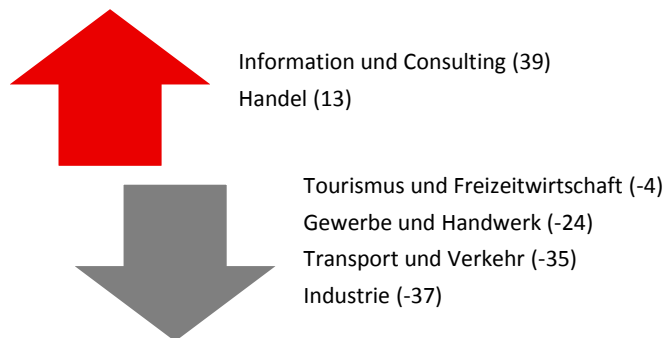 Information und Consulting (39)
Handel (13)
Tourismus und Freizeitwirtschaft (-4)
Gewerbe und Handwerk (-24)
Transport und Verkehr (-35)
Industrie (-37)